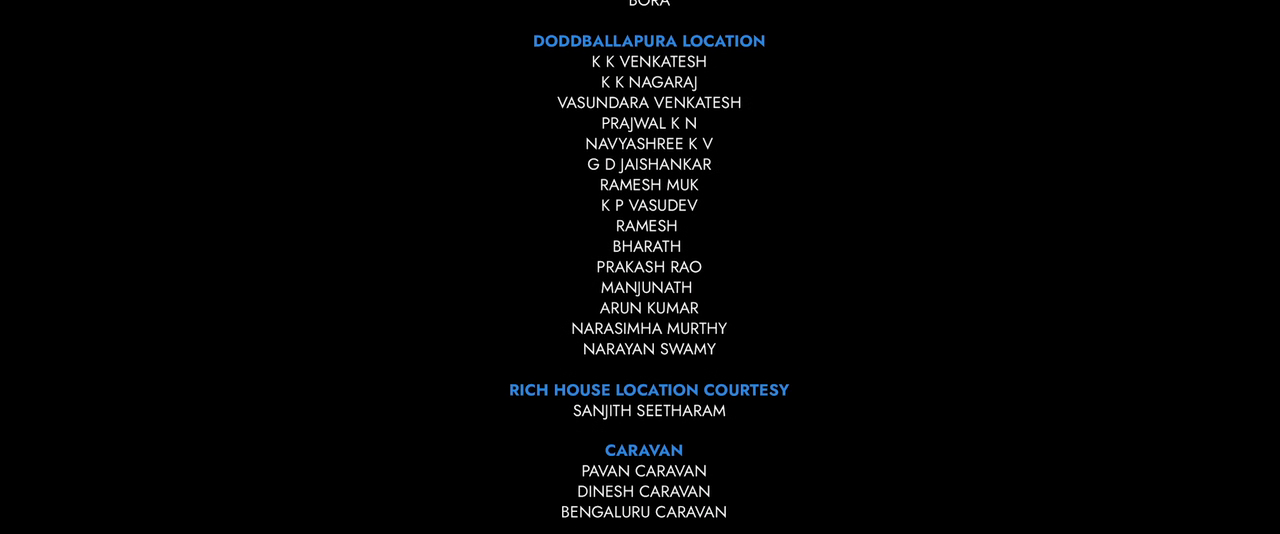 BORA
DODDBALLAPURA LOCATION
K K VENKATESH
K K NAGARAJ
VASUNDARA VENKATESH
PRAJWAL K N
NAVYASHREE K V
G D JAISHANKAR
RAMESH MUK
K P VASUDEV
RAMESH
BHARATH
PRAKASH RAO
MANJUNATH
ARUN KUMAR
NARASIMHA MURTHY
NARAYAN SWAMY
RICH HOUSE LOCATION COURTESY
SANJITH SEETHARAM
CARAVAN
PAVAN CARAVAN
DINESH CARAVAN
BENGALURU CARAVAN